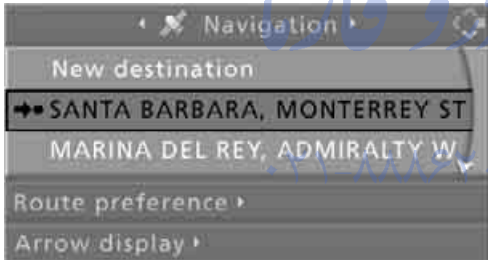 Navigation
New destination
SANTA BARBARA, MONTERREY ST
MARINA DEL REY, ADMIRALTY W
Route preference
Arrow display